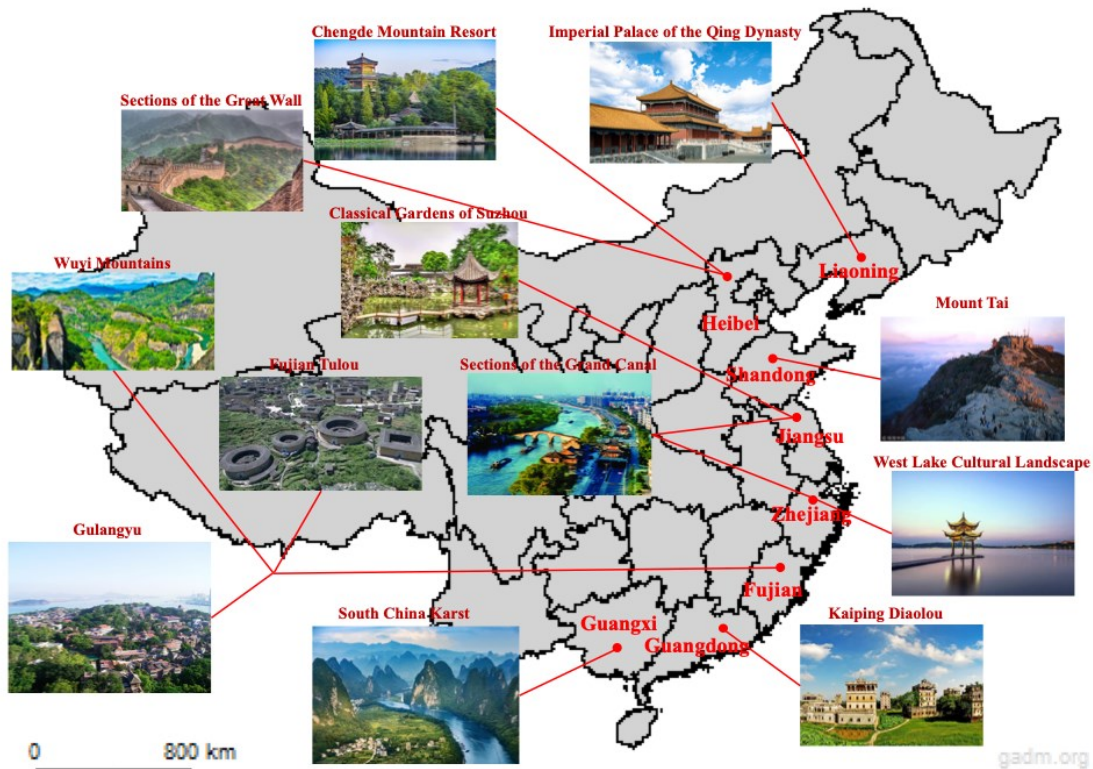 Chengde Mountain Resort
Imperial Palace of the Qing Dynasty
Sections of the Great Wall
Classical Gardens of Suzhou
Wuyi Mountains
Liaoning
Mount Tai
Heibel
Fujian Tulou
Sections of the Grand Canal
Shandong
Jiangsu
West Lake Cultural Landscape
Zhejiang
Gulangyu
Fujian
South China Karst
Guangxi
Kaiping Diaolou
Guangdong
0 800 km
gadm.org